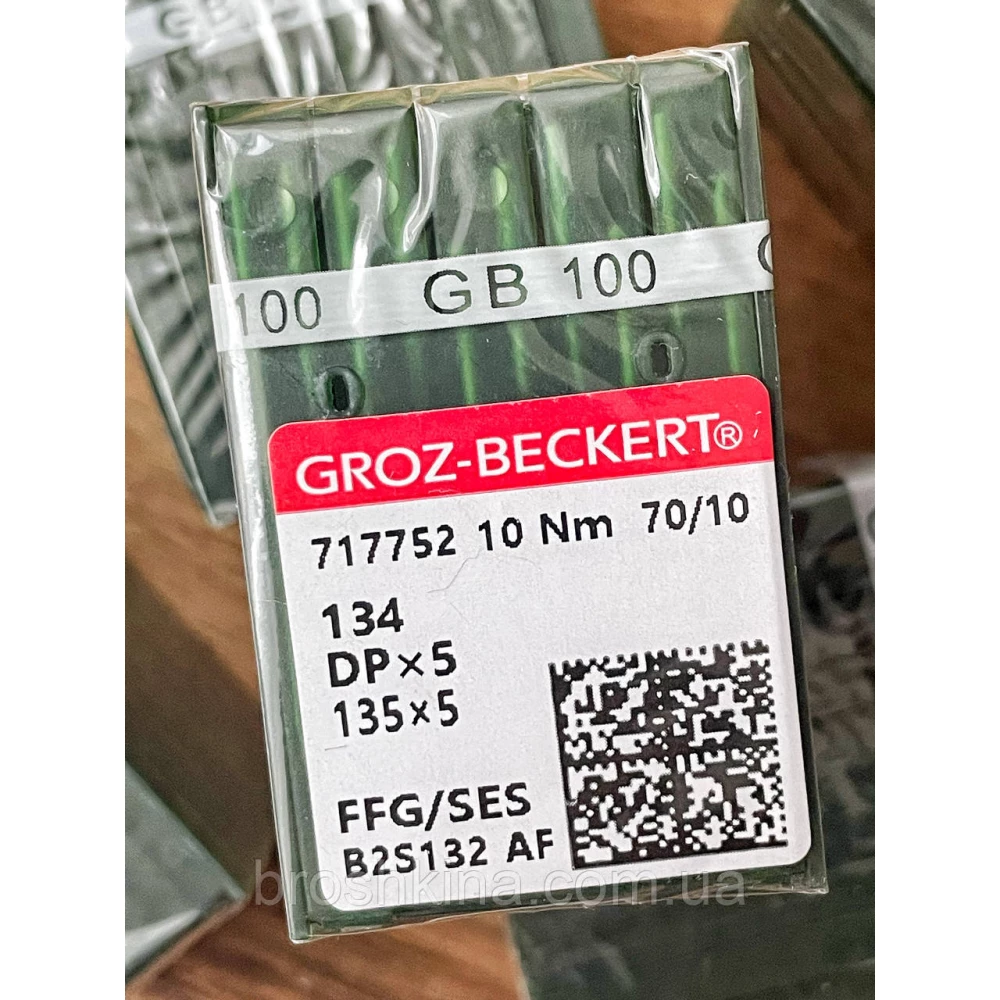 GB
100 GB 100
GROZ-BECKERT®
717752 10 Nm 70/10
134
DP×5
135×5
FFG/SES
B2S132 AF
broshkina.com.ua